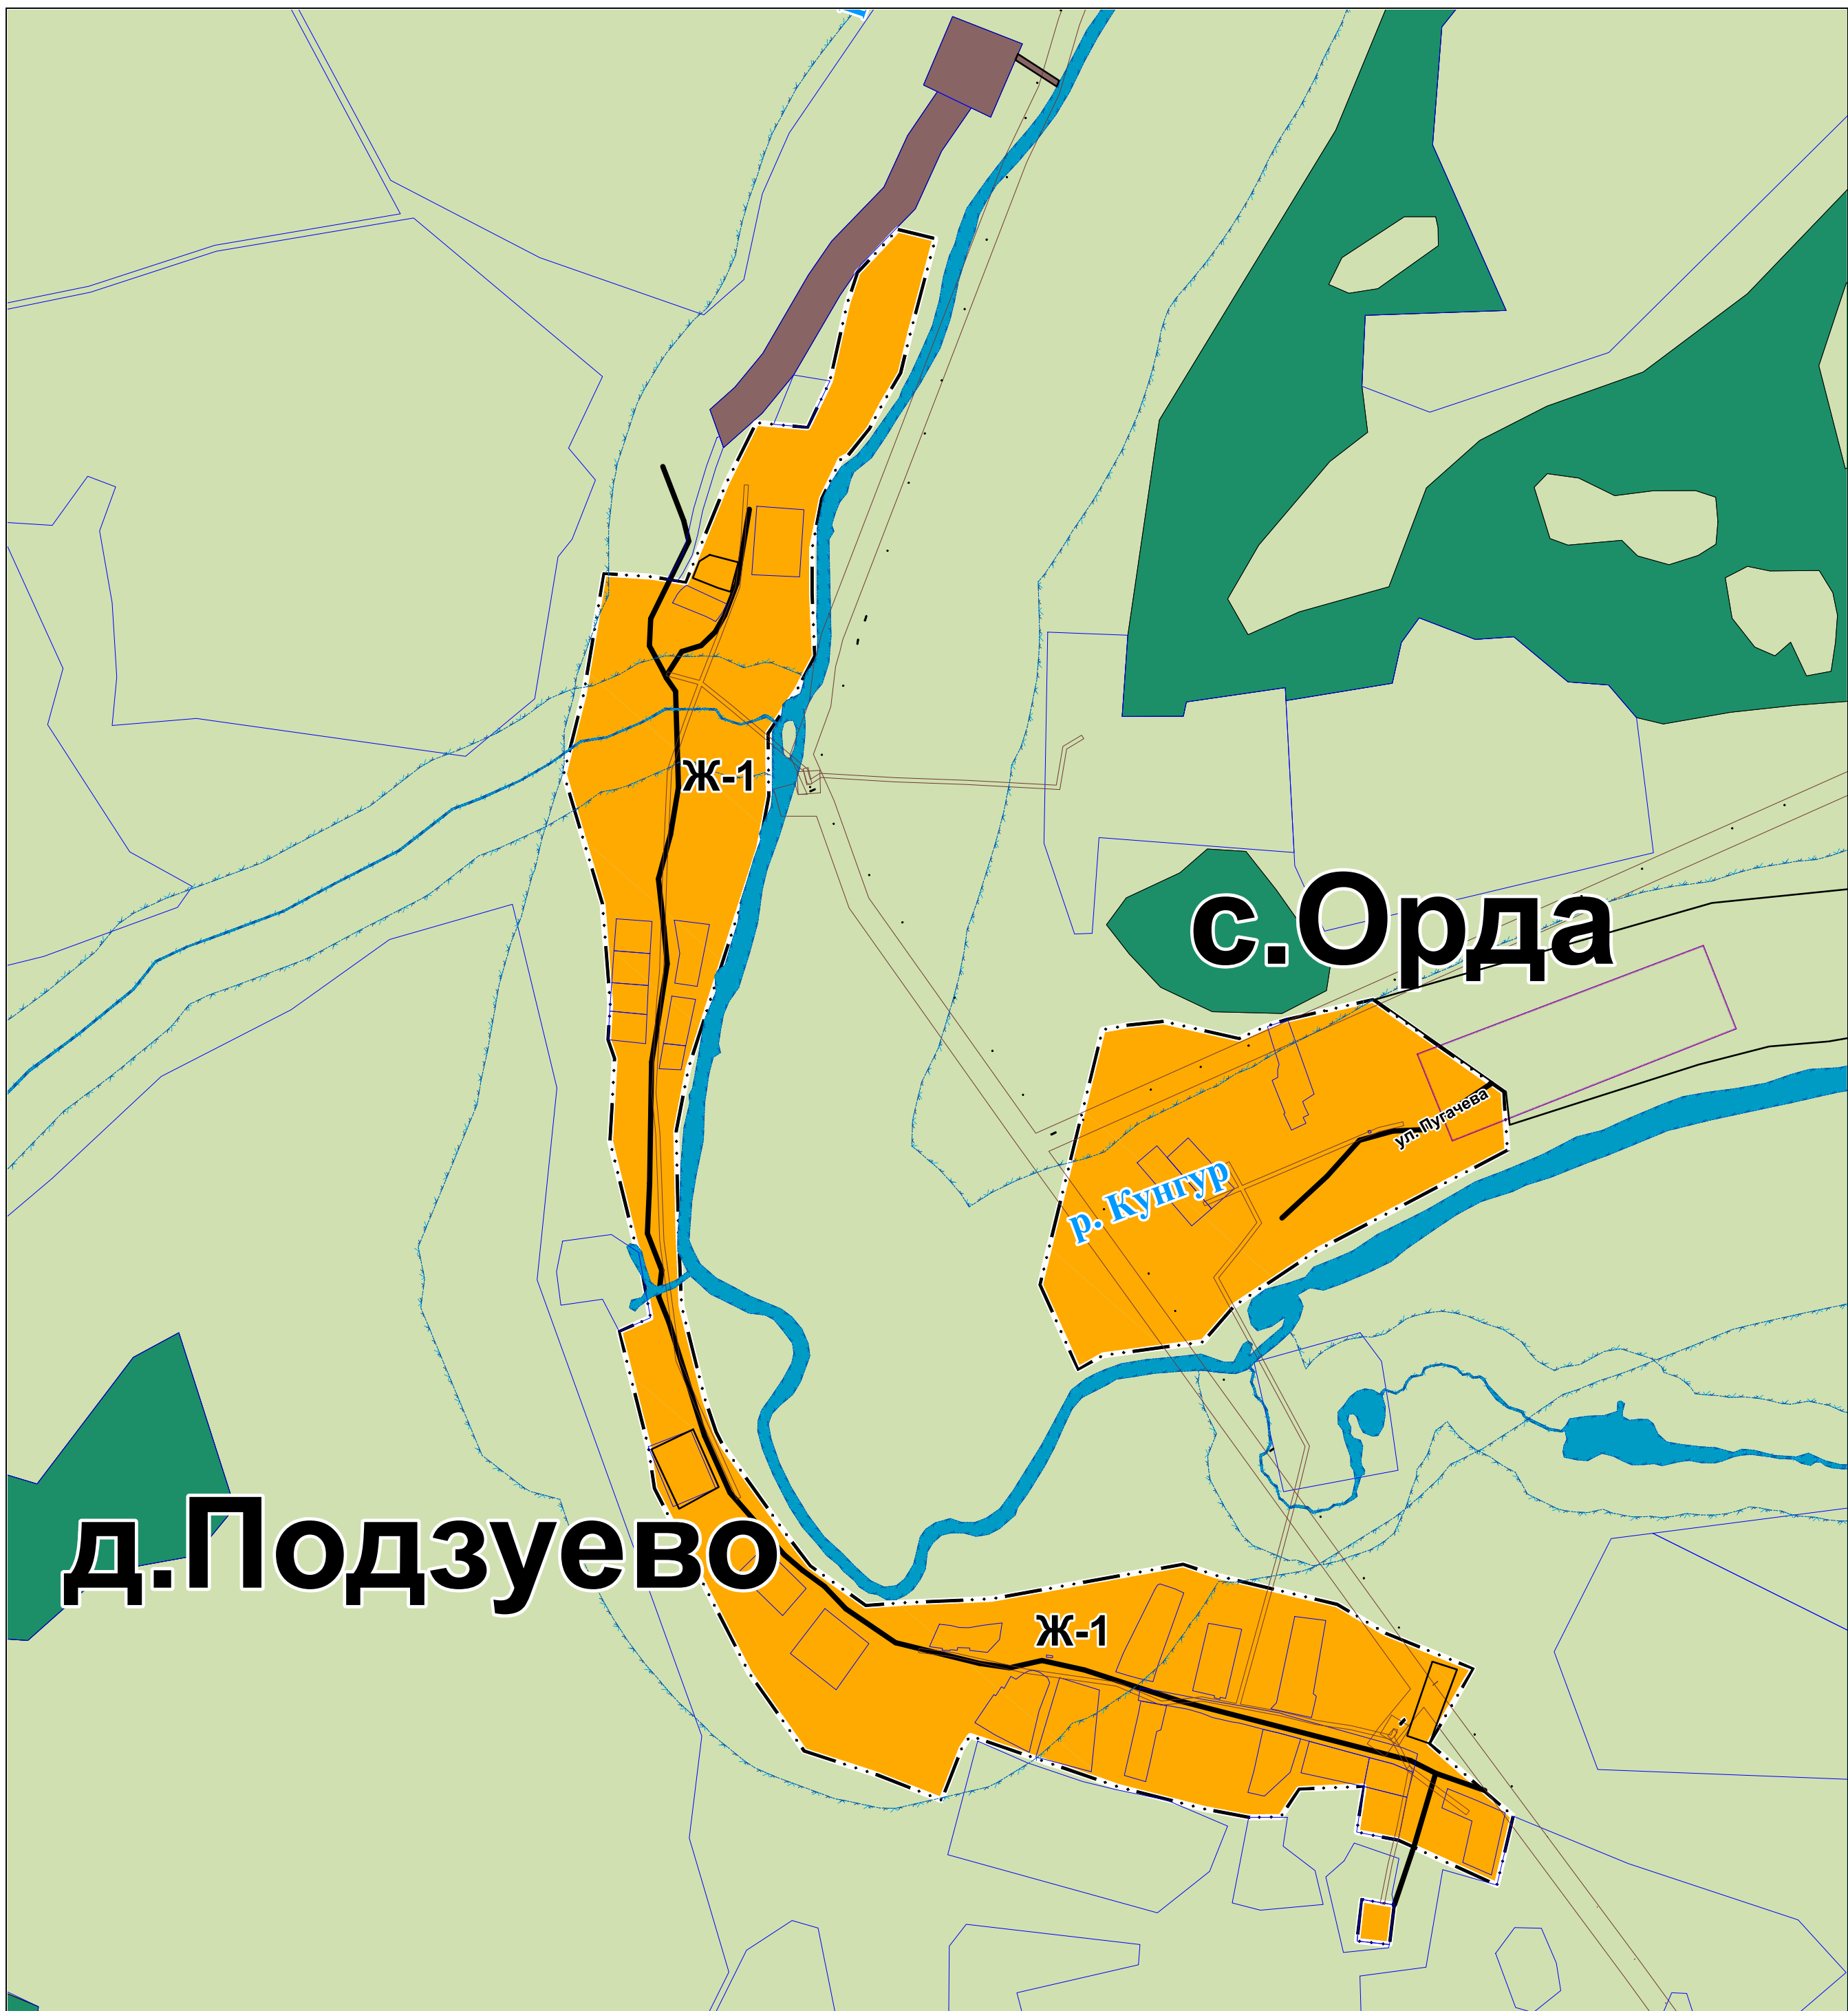 Ж-1
с.Орда
ул. Пугачева
р. Кунгур
д.Подзуево
Ж-1